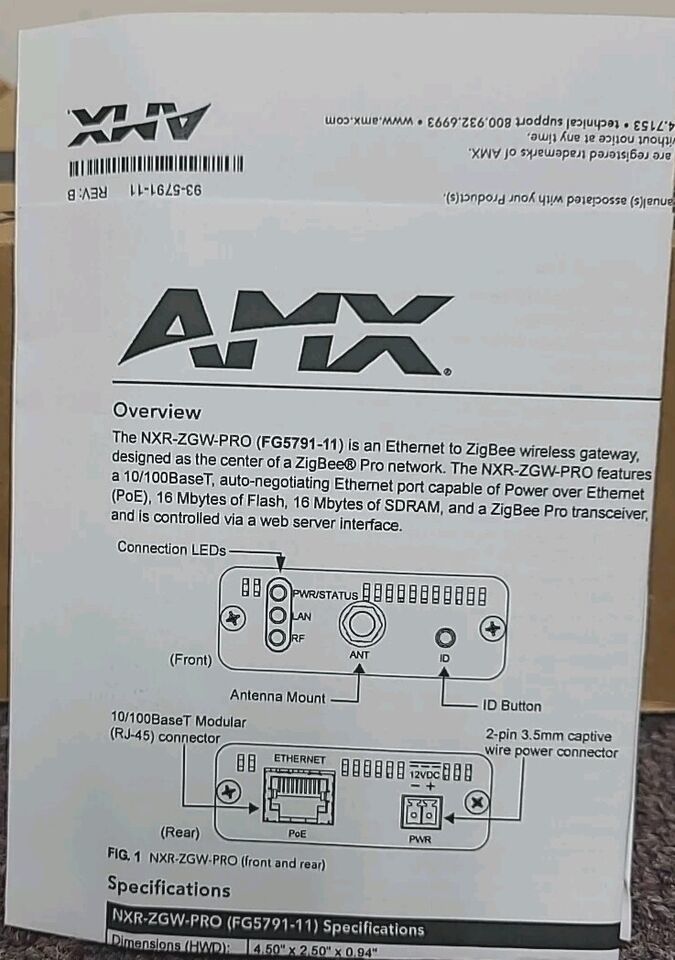 AMX
93-5791-11 REV: B
4.7153 • technical support 800.932.6993 • www.amx.com
notice at any time.
are registered trademarks of AMX.
associated with your Product(s).
AMX®
Overview
The NXR-ZGW-PRO (FG5791-11) is an Ethernet to ZigBee wireless gateway,
designed as the center of a ZigBee® Pro network. The NXR-ZGW-PRO features
a 10/100BaseT, auto-negotiating Ethernet port capable of Power over Ethernet
(PoE), 16 Mbytes of Flash, 16 Mbytes of SDRAM, and a ZigBee Pro transceiver,
and is controlled via a web server interface.
Connection LEDs
PWR/STATUS
LAN
RF
ANT
ID
(Front)
Antenna Mount
ID Button
10/100BaseT Modular
(RJ-45) connector
2-pin 3.5mm captive
wire power connector
ETHERNET
12VDC
− +
PoE
PWR
(Rear)
FIG. 1 NXR-ZGW-PRO (front and rear)
Specifications
NXR-ZGW-PRO (FG5791-11) Specifications
Dimensions (HWD): 4.50" x 2.50" x 0.94"